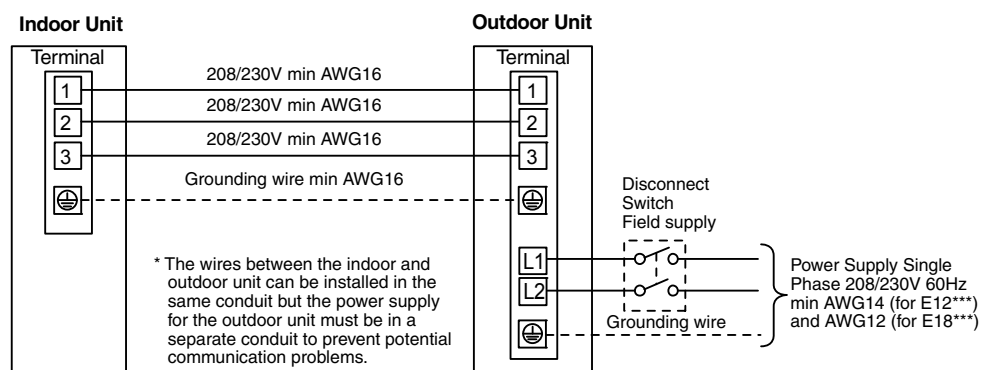 Indoor Unit
Outdoor Unit
Terminal
Terminal
1
208/230V min AWG16
1
2
208/230V min AWG16
2
3
208/230V min AWG16
3
Grounding wire min AWG16
Disconnect
Switch
Field supply
* The wires between the indoor and
outdoor unit can be installed in the
same conduit but the power supply
for the outdoor unit must be in a
separate conduit to prevent potential
communication problems.
L1
L2
Grounding wire
Power Supply Single
Phase 208/230V 60Hz
min AWG14 (for E12***)
and AWG12 (for E18***)